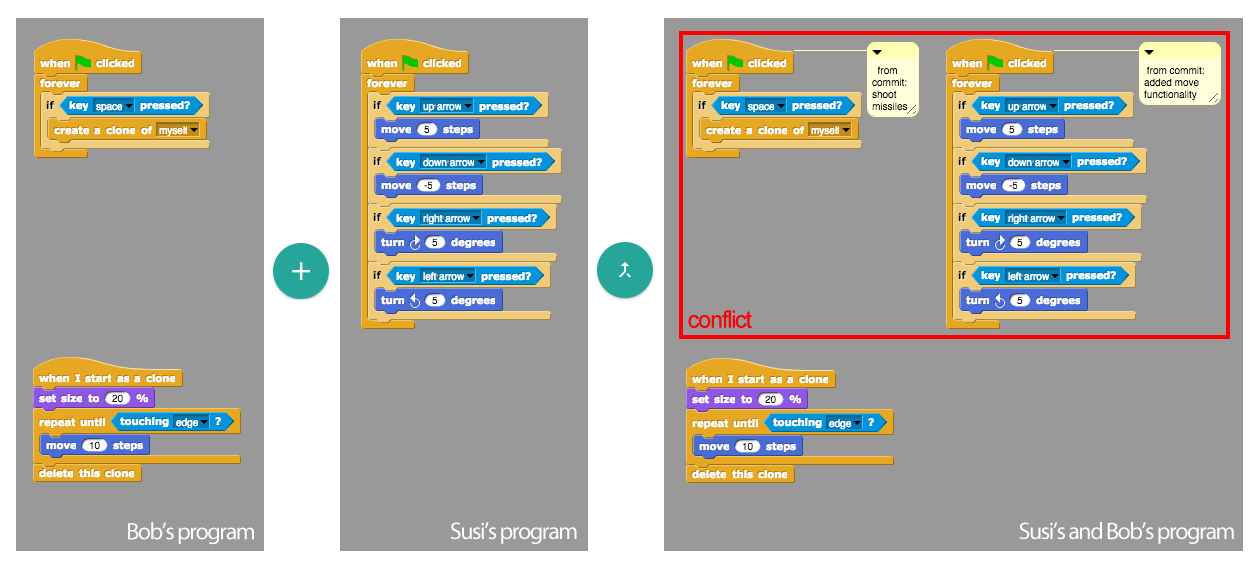 when clicked
forever
if key space pressed?
create a clone of myself
when I start as a clone
set size to 20 %
repeat until touching edge ?
move 10 steps
delete this clone
Bob's program
when clicked
forever
if key up arrow pressed?
move 5 steps
if key down arrow pressed?
move -5 steps
if key right arrow pressed?
turn 5 degrees
if key left arrow pressed?
turn 5 degrees
Susi's program
when clicked
forever
if key space pressed?
create a clone of myself
from
commit:
shoot
missiles
when clicked
forever
if key up arrow pressed?
move 5 steps
if key down arrow pressed?
move -5 steps
if key right arrow pressed?
turn 5 degrees
if key left arrow pressed?
turn 5 degrees
from commit:
added move
functionality
conflict
when I start as a clone
set size to 20 %
repeat until touching edge ?
move 10 steps
delete this clone
Susi's and Bob's program